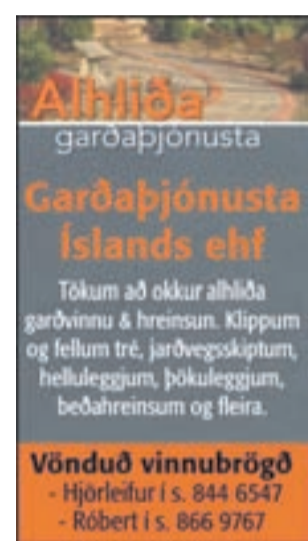 Alhliða
garðaþjónusta
Garðaþjónusta
Íslands ehf
Tökum að okkur alhliða
garðvinnu & hreinsun. Klippum
og fellum tré, jarðvegsskiptum,
helluleggjum, þökuleggjum,
beðahreinsum og fleira.
Vönduð vinnubrögð
- Hjörleifur í s. 844 6547
- Róbert í s. 866 9767